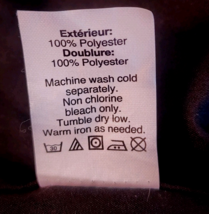 Extérieur:
100% Polyester
Doublure:
100% Polyester
Machine wash cold
separately.
Non chlorine
bleach only.
Tumble dry low.
Warm iron as needed.